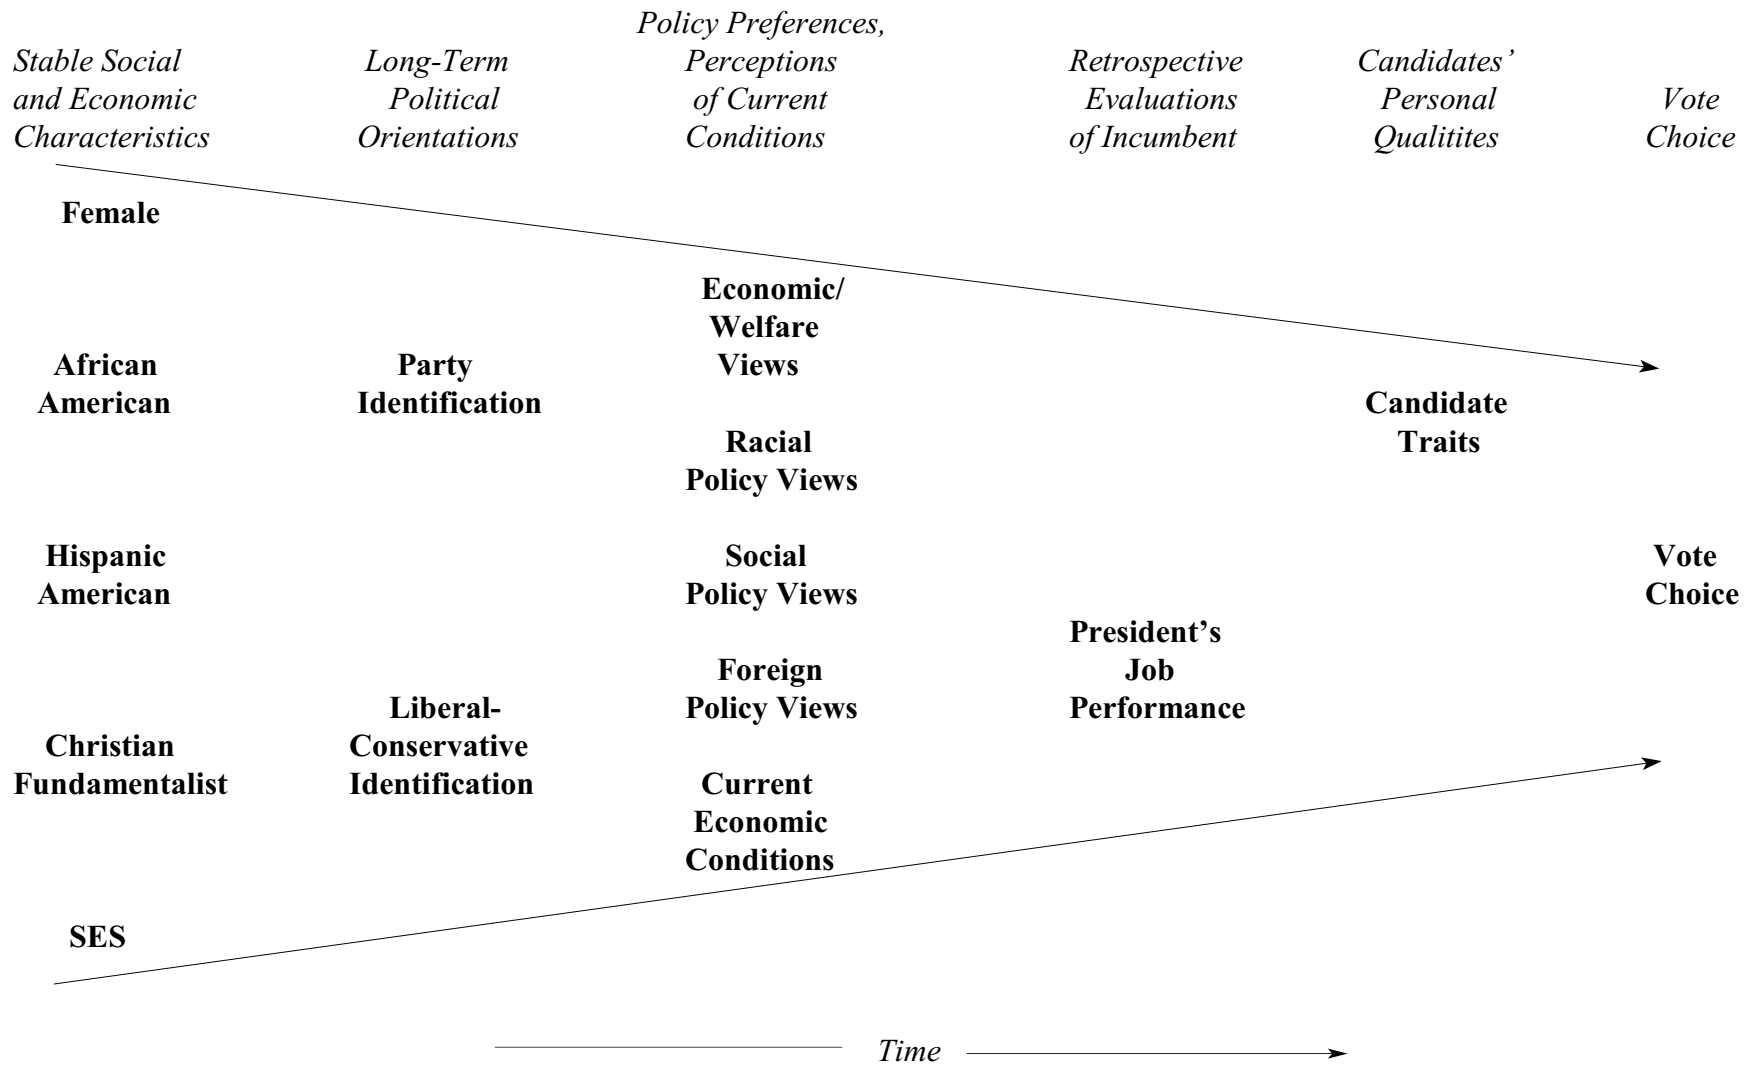 Stable Social
and Economic
Characteristics
Long-Term
Political
Orientations
Policy Preferences,
Perceptions
of Current
Conditions
Retrospective
Evaluations
of Incumbent
Candidates’
Personal
Qualitites
Vote
Choice
Female
African
American
Hispanic
American
Christian
Fundamentalist
SES
Party
Identification
Liberal-
Conservative
Identification
Economic/
Welfare
Views
Racial
Policy Views
Social
Policy Views
Foreign
Policy Views
Current
Economic
Conditions
President’s
Job
Performance
Candidate
Traits
Vote
Choice
Time